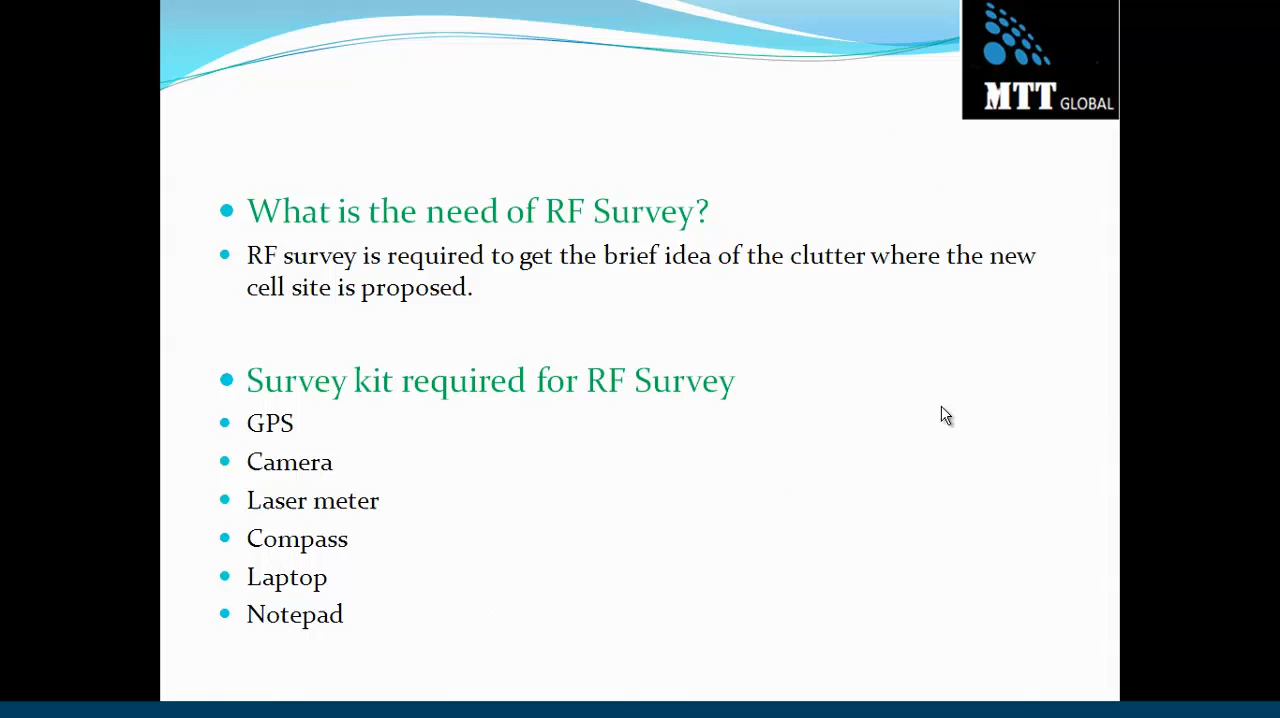 MTT GLOBAL
What is the need of RF Survey?
RF survey is required to get the brief idea of the clutter where the new
cell site is proposed.
Survey kit required for RF Survey
GPS
Camera
Laser meter
Compass
Laptop
Notepad